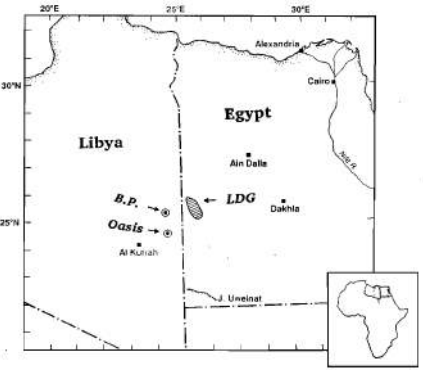 20°E 25°E 30°E
Alexandria
Cairo
30°N
Egypt
Libya
Nile R.
Ain Dalla
B.P.
LDG
Dakhla
Oasis
25°N
Al Kufrah
J. Uweinat